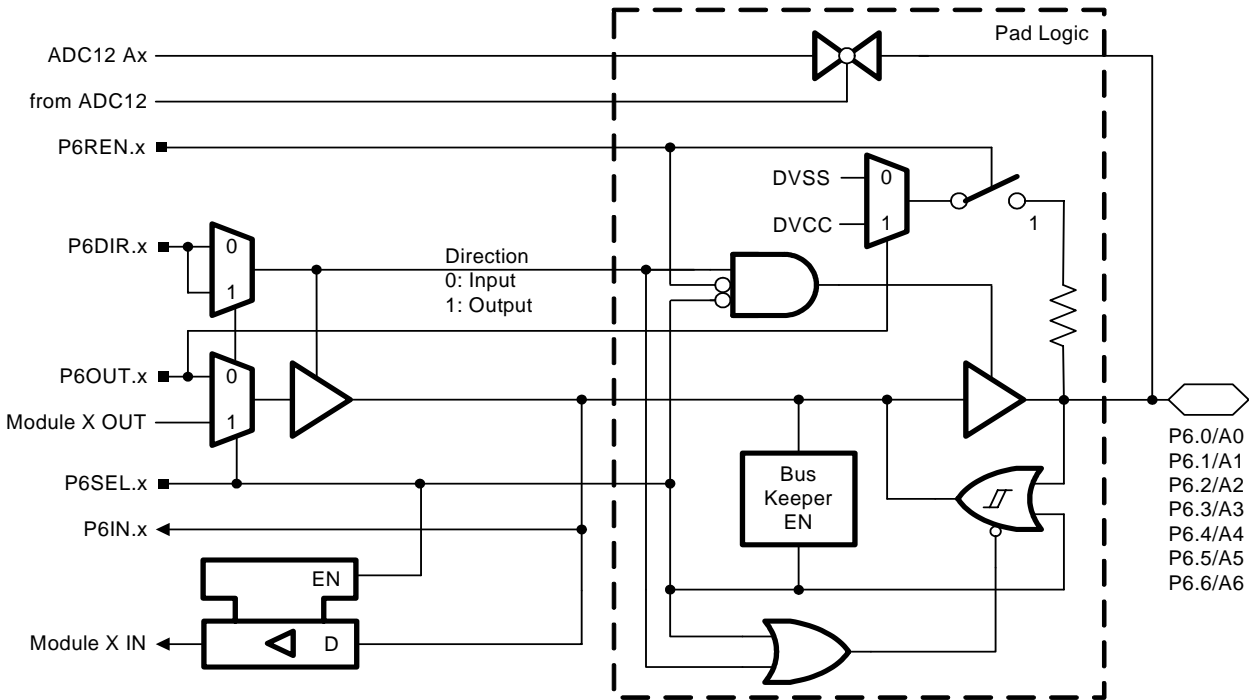 Pad Logic
ADC12 Ax
from ADC12
P6REN.x
DVSS
0
DVCC
1
1
P6DIR.x
0
1
Direction
0: Input
1: Output
P6OUT.x
0
Module X OUT
1
P6.0/A0
P6.1/A1
P6.2/A2
P6.3/A3
P6.4/A4
P6.5/A5
P6.6/A6
P6SEL.x
Bus
Keeper
EN
P6IN.x
EN
Module X IN
D